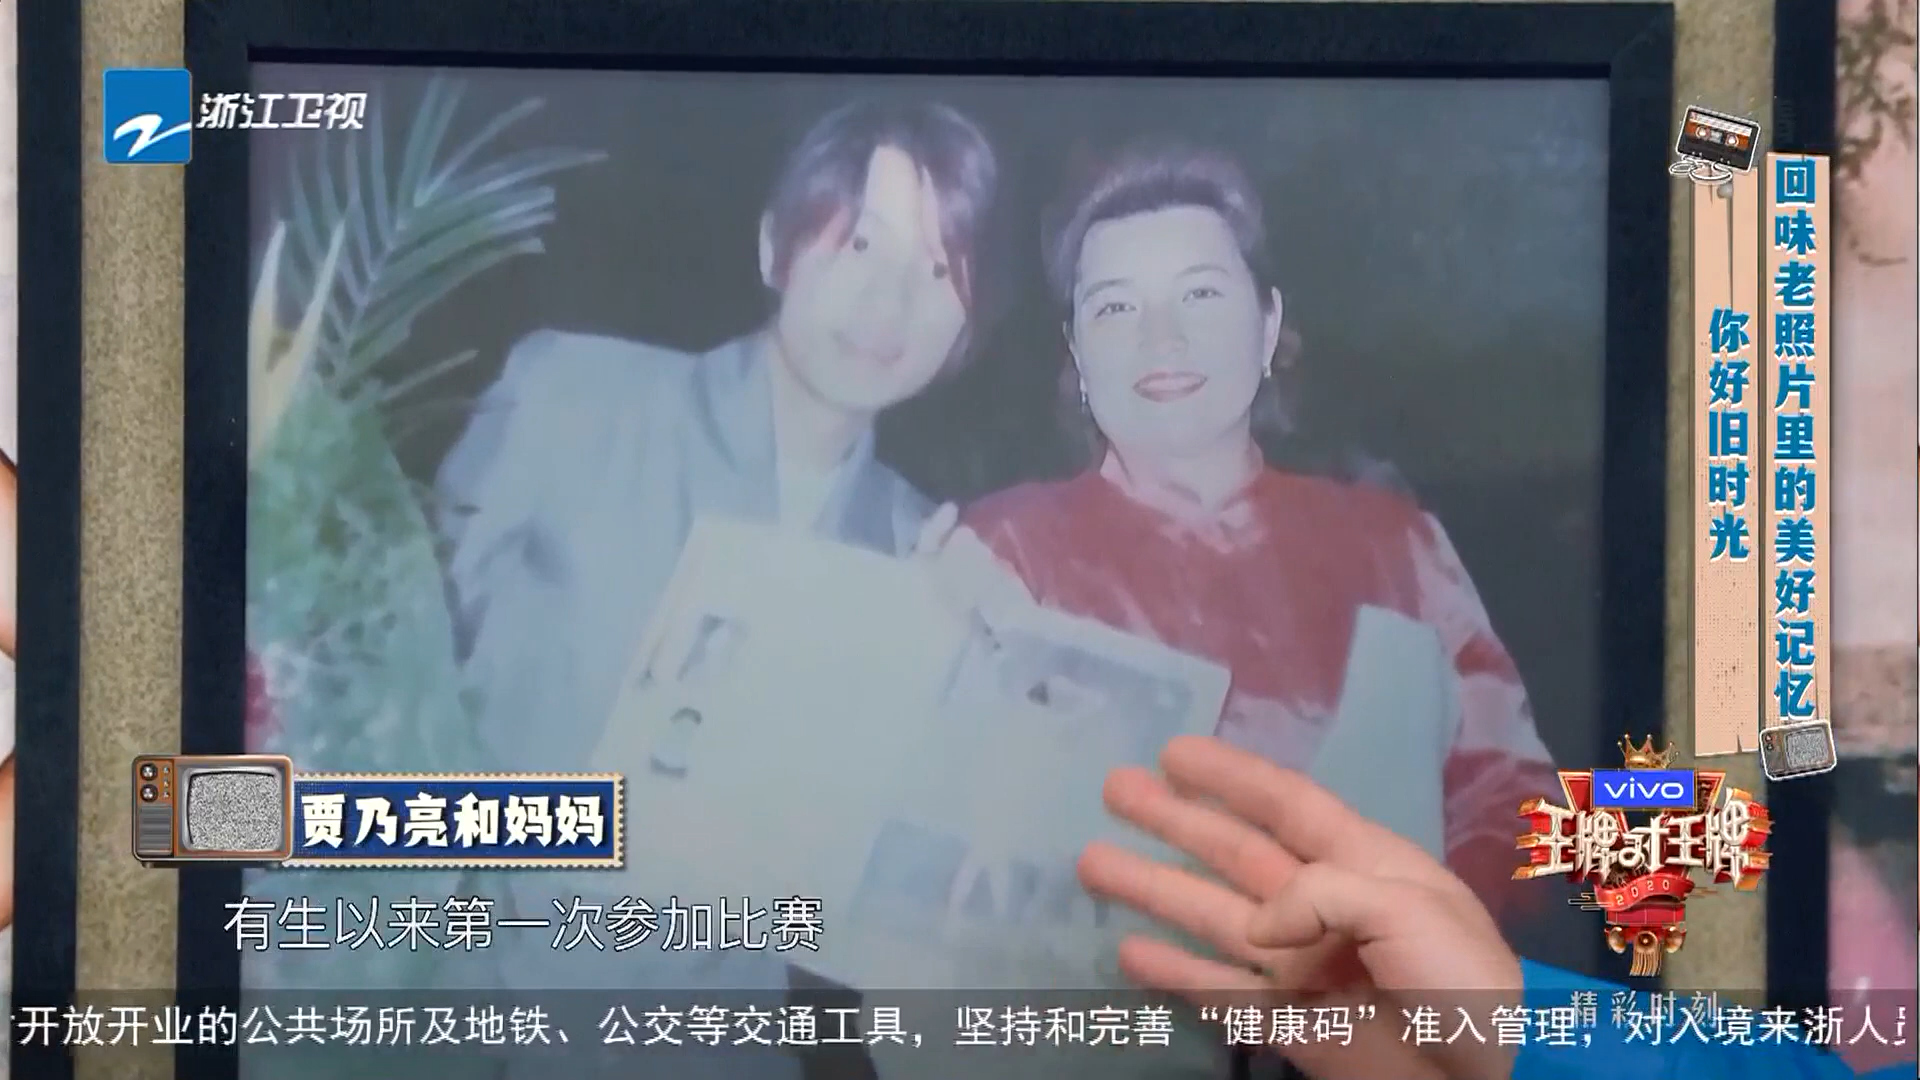 浙江卫视
回味老照片里的美好记忆
你好旧时光
vivo
王牌对王牌
2020
贾乃亮和妈妈
有生以来第一次参加比赛
精彩时刻
开放开业的公共场所及地铁、公交等交通工具，坚持和完善“健康码”准入管理；对入境来浙人员